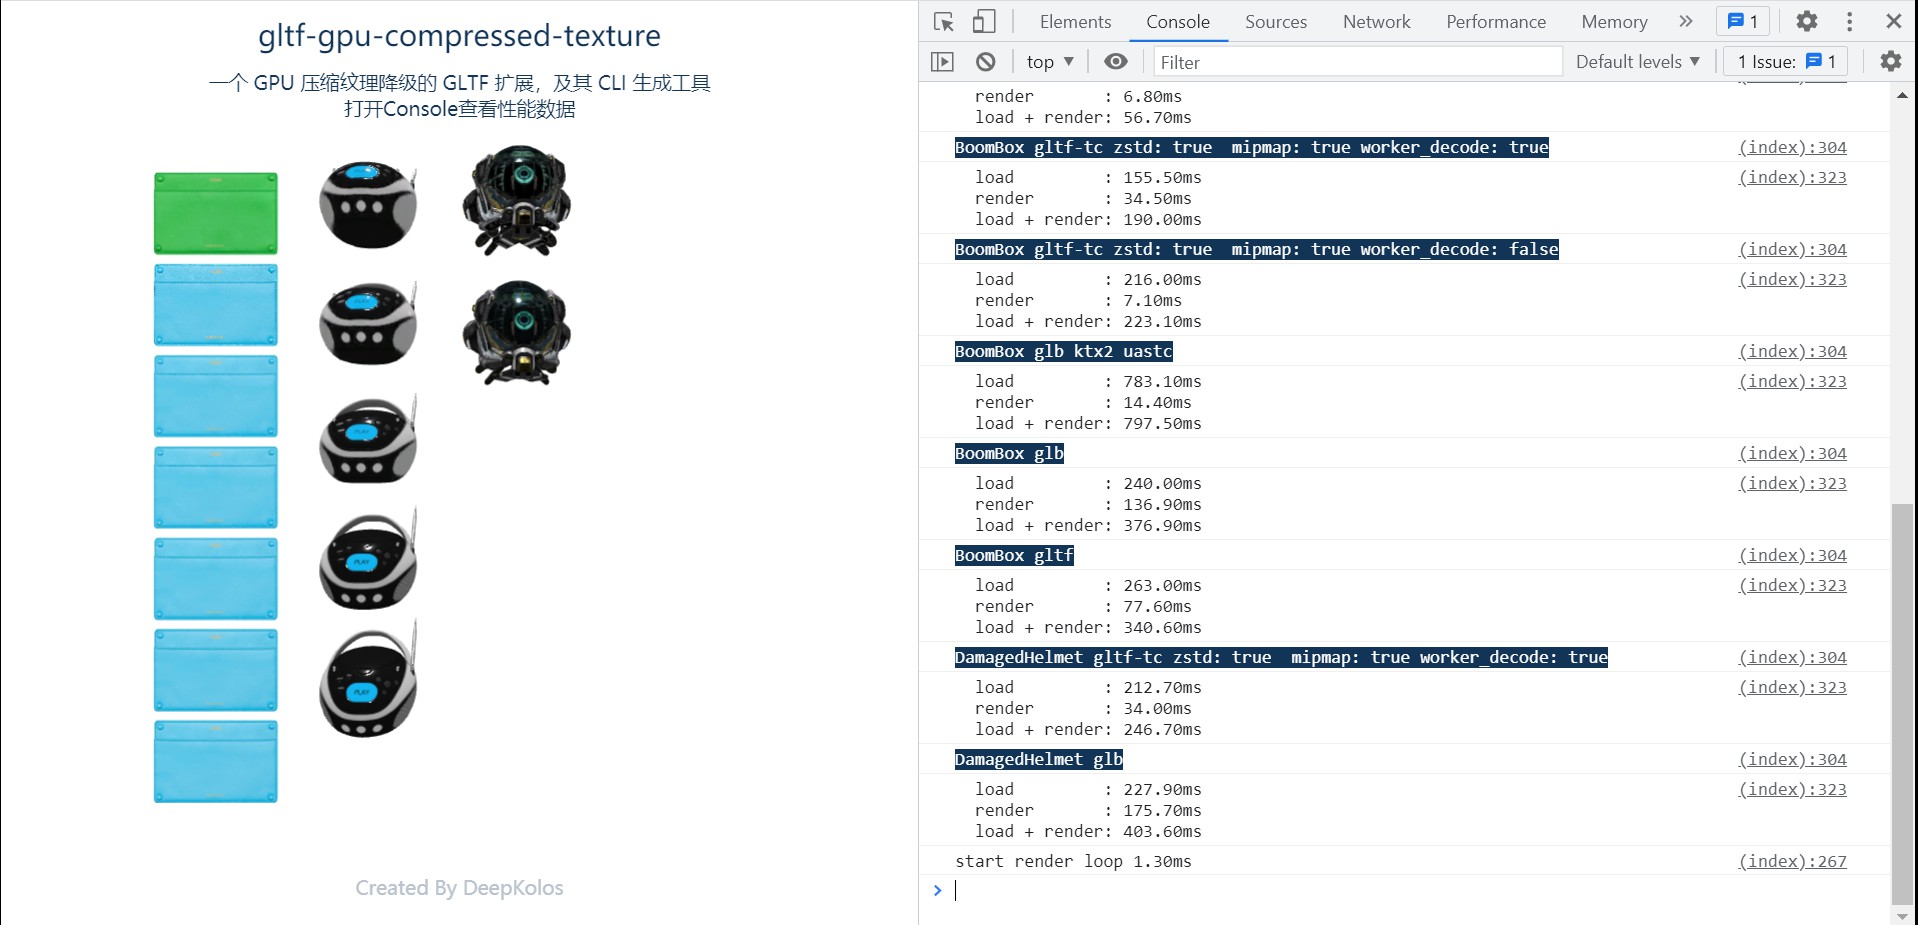 gltf-gpu-compressed-texture
一个 GPU 压缩纹理降级的 GLTF 扩展，及其 CLI 生成工具
打开Console查看性能数据
PLAY
PLAY
PLAY
PLAY
Created By DeepKolos
Elements Console Sources Network Performance Memory » 1
top ▼ Filter Default levels ▼ 1 Issue: 1
render : 6.80ms
load + render: 56.70ms
BoomBox gltf-tc zstd: true  mipmap: true worker_decode: true (index):304
load : 155.50ms (index):323
render : 34.50ms
load + render: 190.00ms
BoomBox gltf-tc zstd: true  mipmap: true worker_decode: false (index):304
load : 216.00ms (index):323
render : 7.10ms
load + render: 223.10ms
BoomBox glb ktx2 uastc (index):304
load : 783.10ms (index):323
render : 14.40ms
load + render: 797.50ms
BoomBox glb (index):304
load : 240.00ms (index):323
render : 136.90ms
load + render: 376.90ms
BoomBox gltf (index):304
load : 263.00ms (index):323
render : 77.60ms
load + render: 340.60ms
DamagedHelmet gltf-tc zstd: true  mipmap: true worker_decode: true (index):304
load : 212.70ms (index):323
render : 34.00ms
load + render: 246.70ms
DamagedHelmet glb (index):304
load : 227.90ms (index):323
render : 175.70ms
load + render: 403.60ms
start render loop 1.30ms (index):267